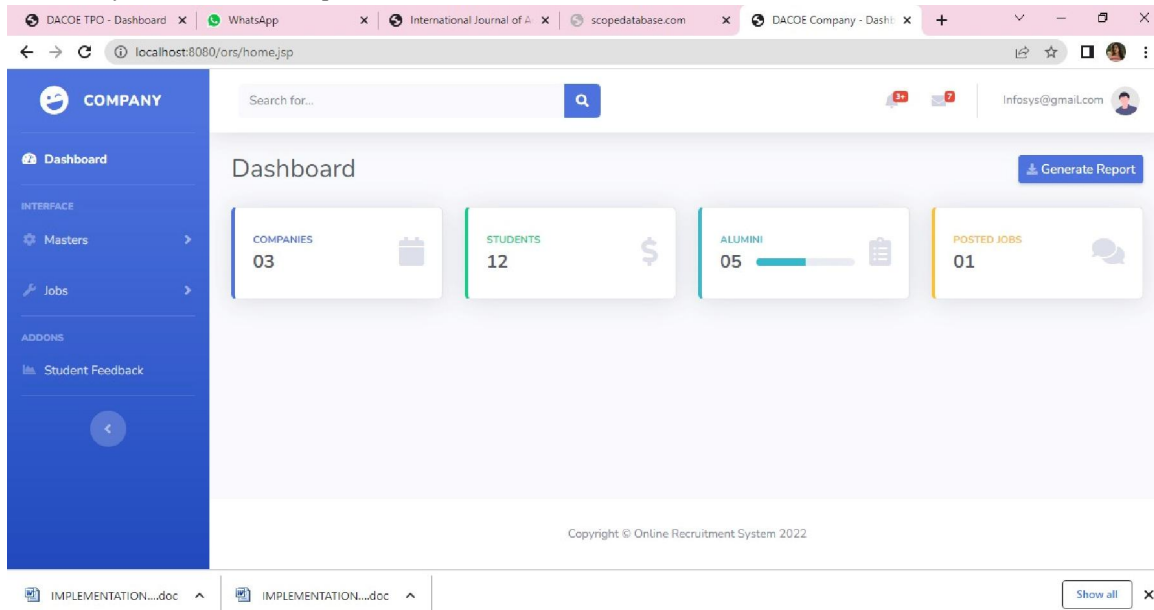 DACOE TPO - Dashboard
WhatsApp
International Journal of A
scopedatabase.com
DACOE Company - Dashb
localhost:8080/ors/home.jsp
COMPANY
Search for...
3+
7
Infosys@gmail.com
Dashboard
Dashboard
Generate Report
INTERFACE
Masters
COMPANIES
03
STUDENTS
12
ALUMINI
05
POSTED JOBS
01
Jobs
ADDONS
Student Feedback
Copyright © Online Recruitment System 2022
IMPLEMENTATION....doc
IMPLEMENTATION....doc
Show all